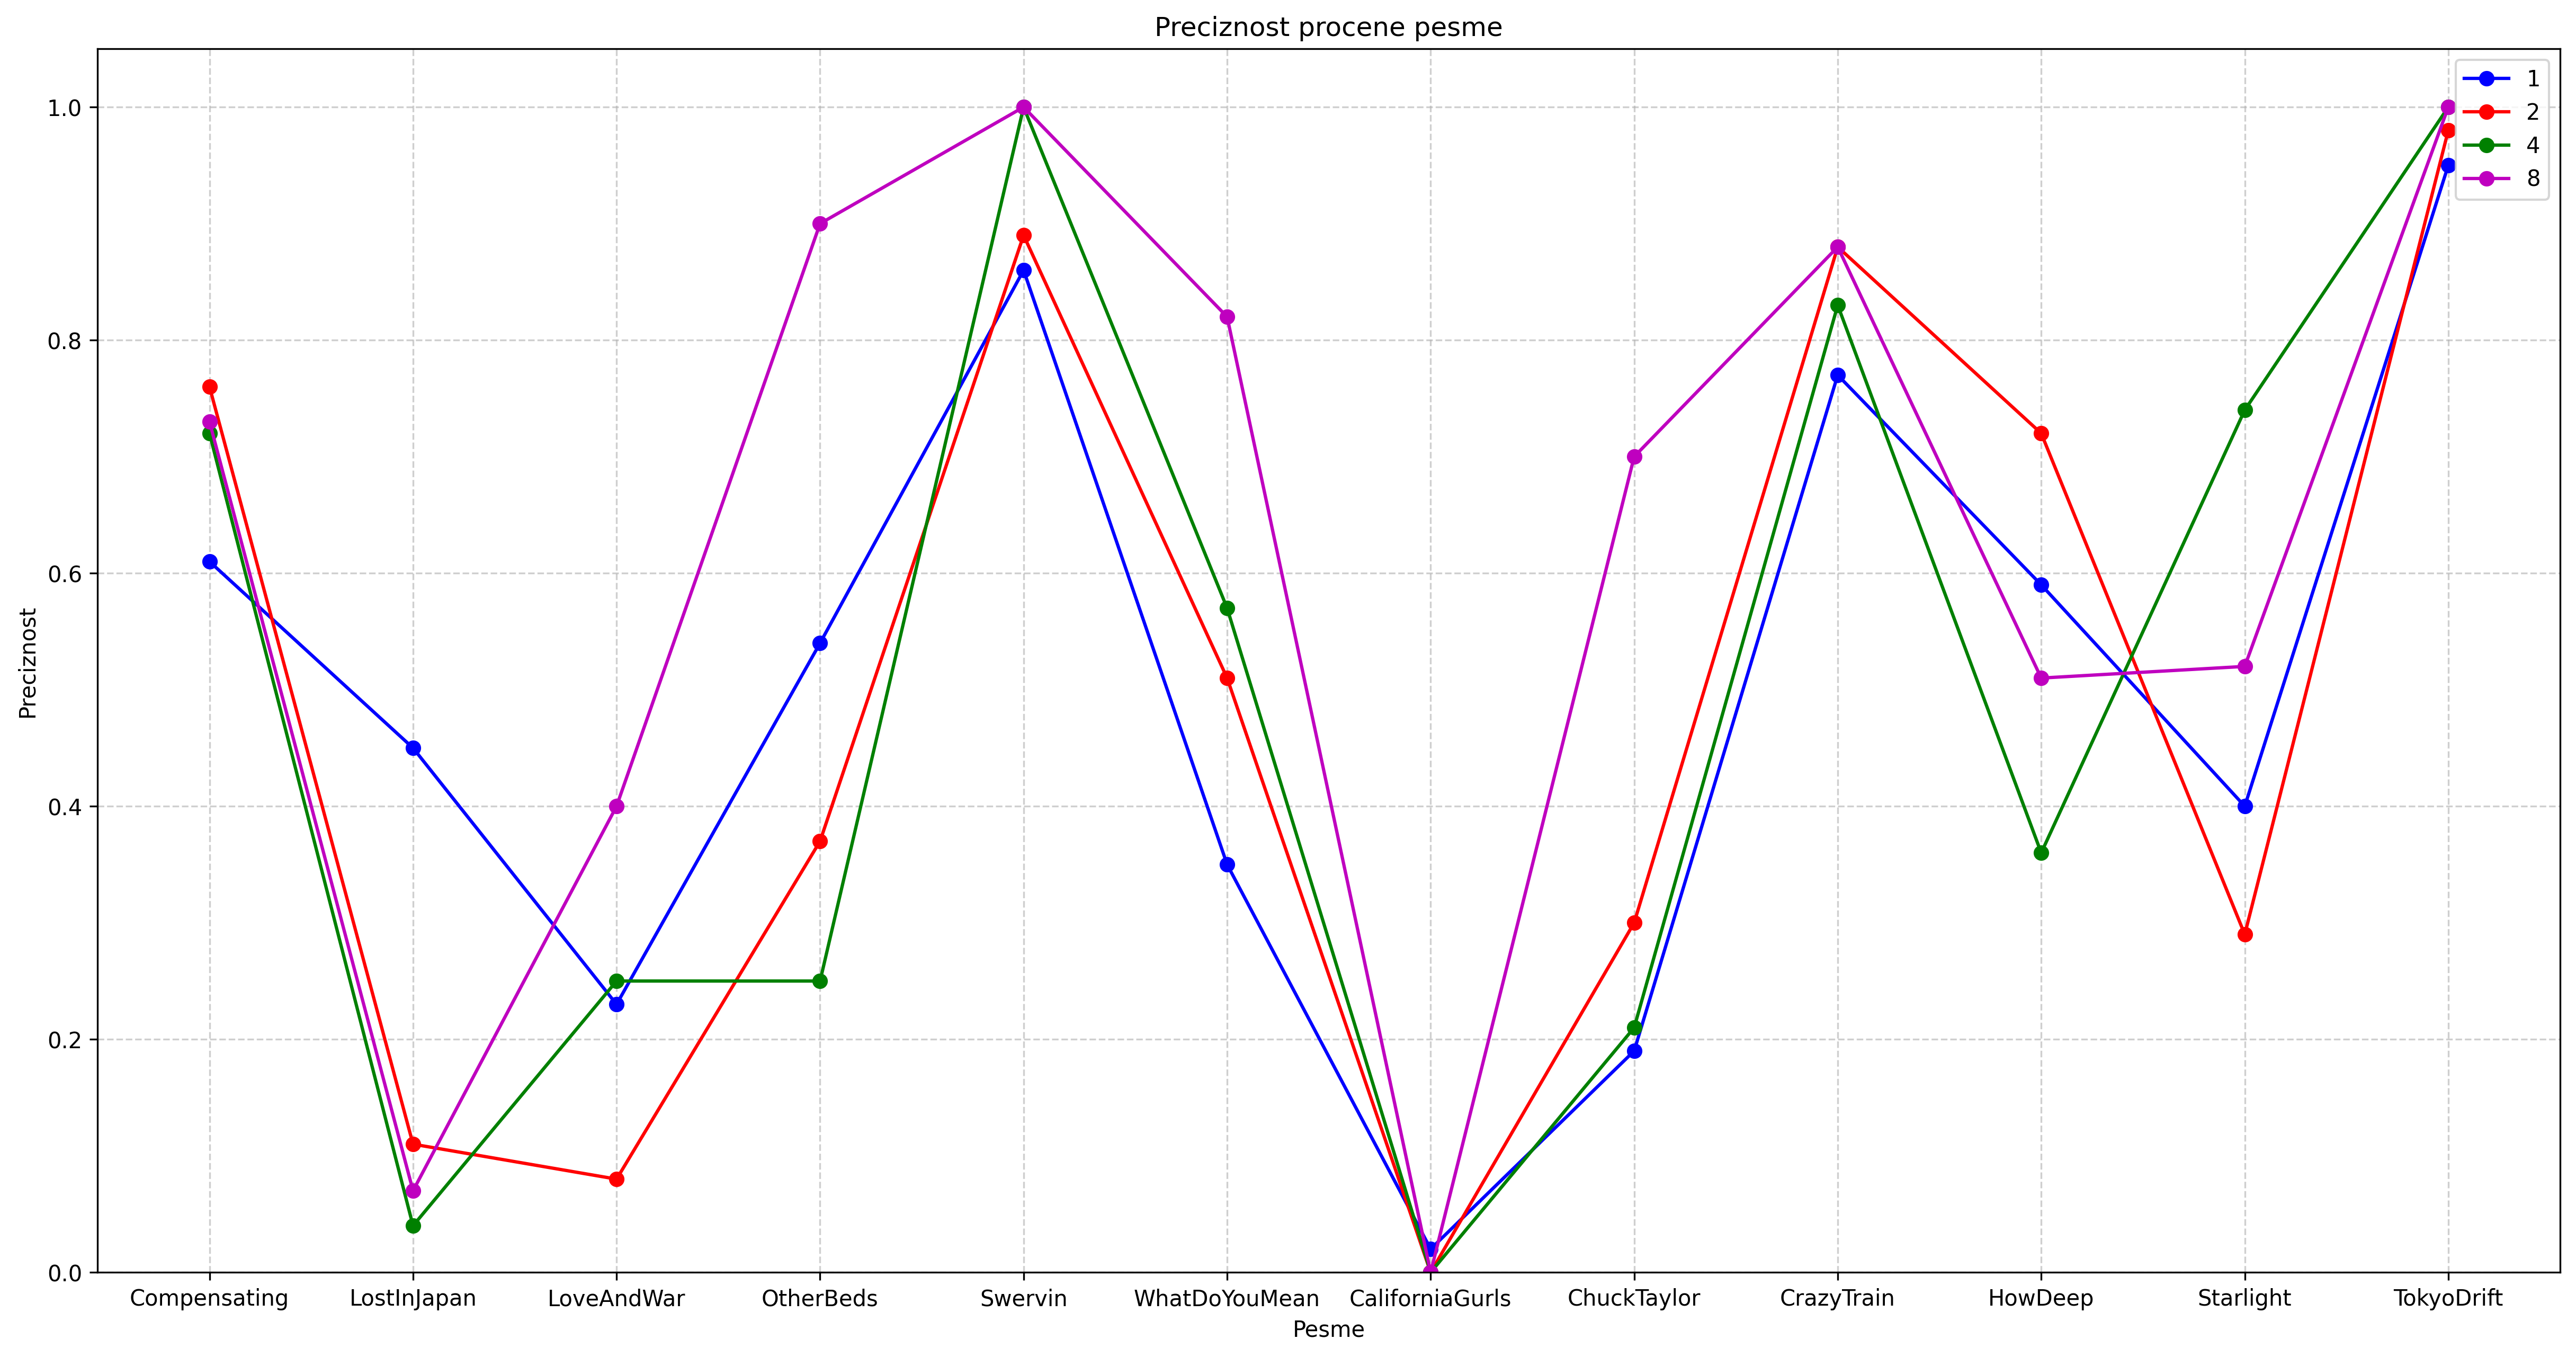 Preciznost procene pesme
1
2
4
8
1.0
0.8
0.6
0.4
0.2
0.0
Preciznost
Compensating LostInJapan LoveAndWar OtherBeds Swervin WhatDoYouMean CaliforniaGurls ChuckTaylor CrazyTrain HowDeep Starlight TokyoDrift
Pesme